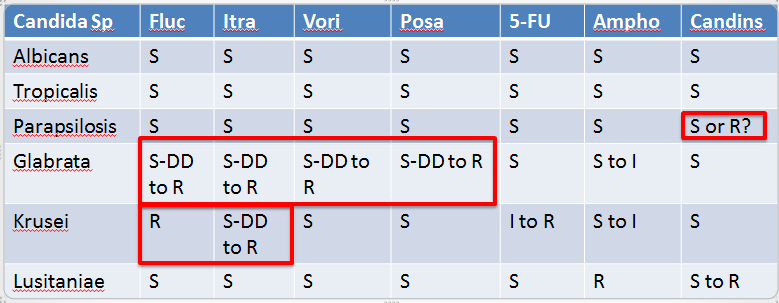 Candida Sp Fluc Itra Vori Posa 5-FU Ampho Candins
Albicans S S S S S S S
Tropicalis S S S S S S S
Parapsilosis S S S S S S S or R?
Glabrata S-DD to R S-DD to R S-DD to R S-DD to R S S to I S
Krusei R S-DD to R S S I to R S to I S
Lusitaniae S S S S S R S to R